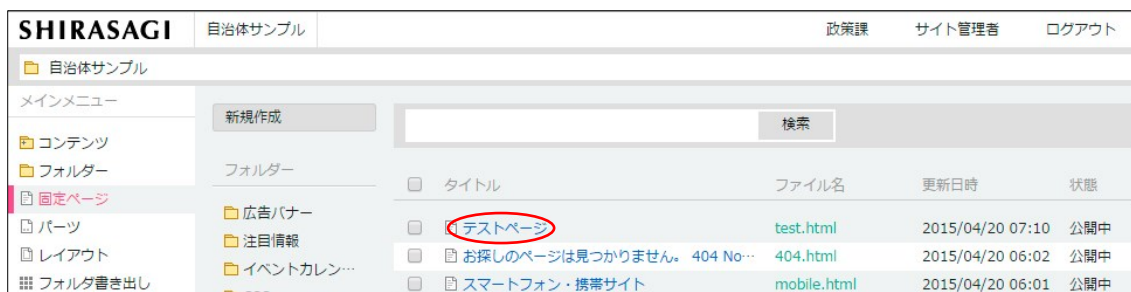 SHIRASAGI 自治体サンプル 政策課 サイト管理者 ログアウト
自治体サンプル
メインメニュー
コンテンツ
フォルダー
固定ページ
パーツ
レイアウト
フォルダ書き出し
新規作成
フォルダー
広告バナー
注目情報
イベントカレン…
検索
タイトル ファイル名 更新日時 状態
テストページ test.html 2015/04/20 07:10 公開中
お探しのページは見つかりません。 404 No… 404.html 2015/04/20 06:02 公開中
スマートフォン・携帯サイト mobile.html 2015/04/20 06:01 公開中